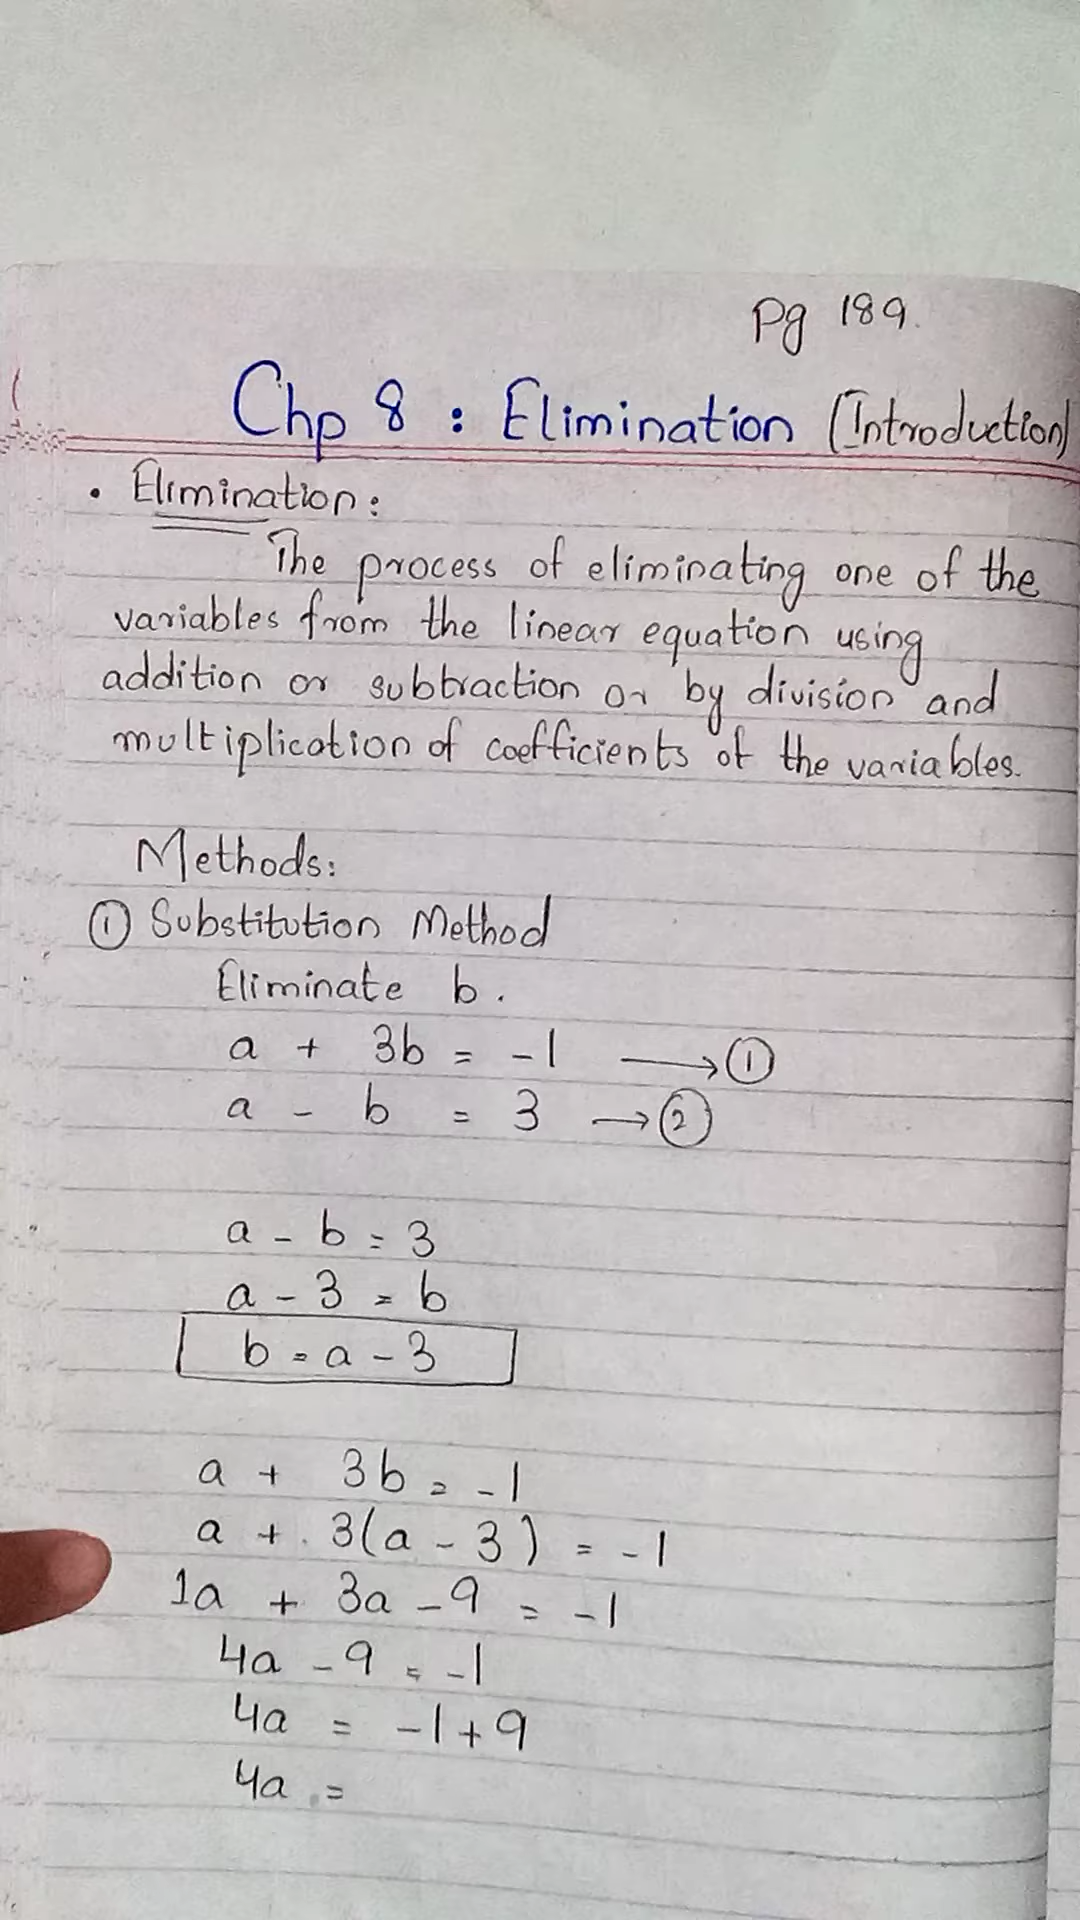 Pg 189.
Chp 8 : Elimination (Introduction)
• Elimination:
The process of eliminating one of the
variables from the linear equation using
addition or subtraction or by division and
multiplication of coefficients of the variables.
Methods:
① Substitution Method
Eliminate b.
a + 3b = -1 ⟶ ①
a - b = 3 → ②
a - b = 3
a - 3 = b
b = a - 3
a + 3b = -1
a + 3(a - 3) = -1
1a + 3a - 9 = -1
4a - 9 = -1
4a = -1 + 9
4a =